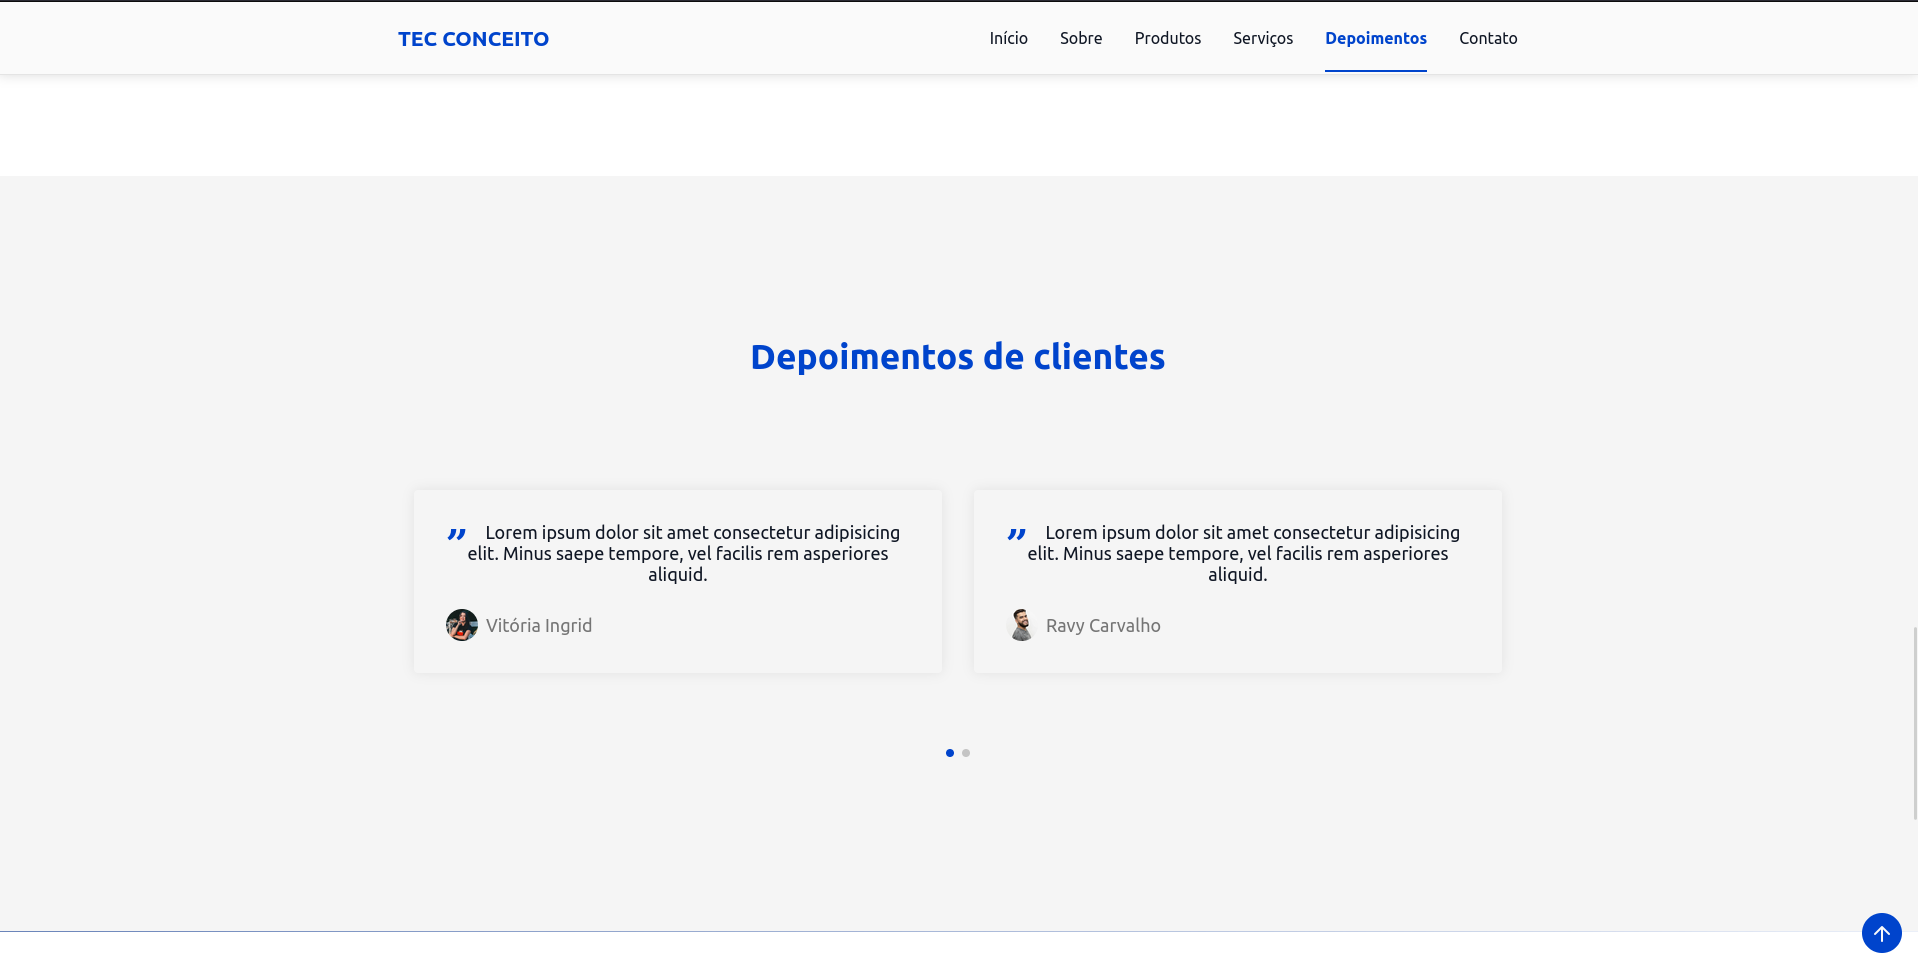 TEC CONCEITO
Início Sobre Produtos Serviços Depoimentos Contato
Depoimentos de clientes
” Lorem ipsum dolor sit amet consectetur adipisicing
elit. Minus saepe tempore, vel facilis rem asperiores
aliquid.
Vitória Ingrid
” Lorem ipsum dolor sit amet consectetur adipisicing
elit. Minus saepe tempore, vel facilis rem asperiores
aliquid.
Ravy Carvalho